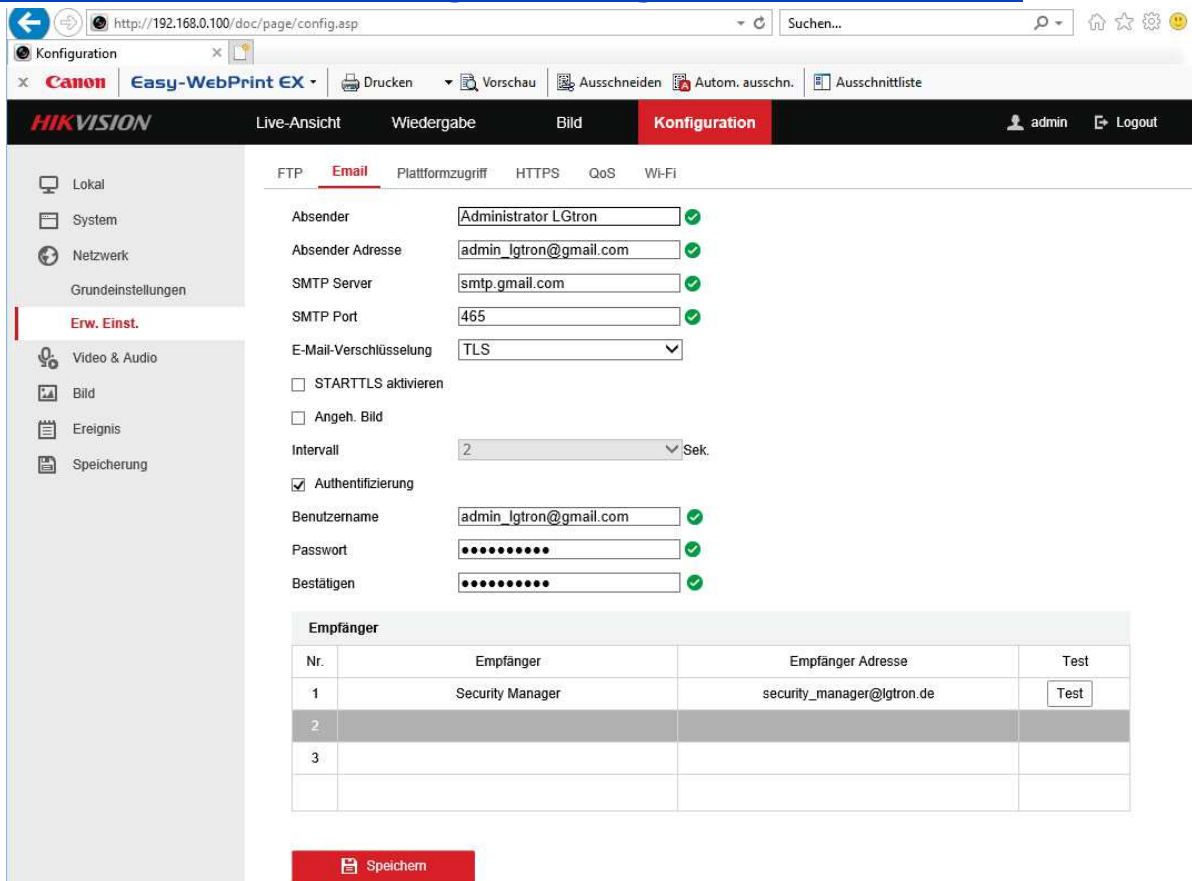 http://192.168.0.100/doc/page/config.asp Suchen...
Konfiguration
x Canon Easy-WebPrint EX Drucken Vorschau Ausschneiden Autom. ausschn. Ausschnittliste
HIKVISION Live-Ansicht Wiedergabe Bild Konfiguration admin Logout
FTP Email Plattformzugriff HTTPS QoS Wi-Fi
Lokal
System
Netzwerk
Grundeinstellungen
Erw. Einst.
Video & Audio
Bild
Ereignis
Speicherung
Absender Administrator LGtron
Absender Adresse admin_lgtron@gmail.com
SMTP Server smtp.gmail.com
SMTP Port 465
E-Mail-Verschlüsselung TLS
STARTTLS aktivieren
Angeh. Bild
Intervall 2 Sek.
Authentifizierung
Benutzername admin_lgtron@gmail.com
Passwort ••••••••••
Bestätigen ••••••••••
Empfänger
Nr. Empfänger Empfänger Adresse Test
1 Security Manager security_manager@lgtron.de Test
2
3
Speichern